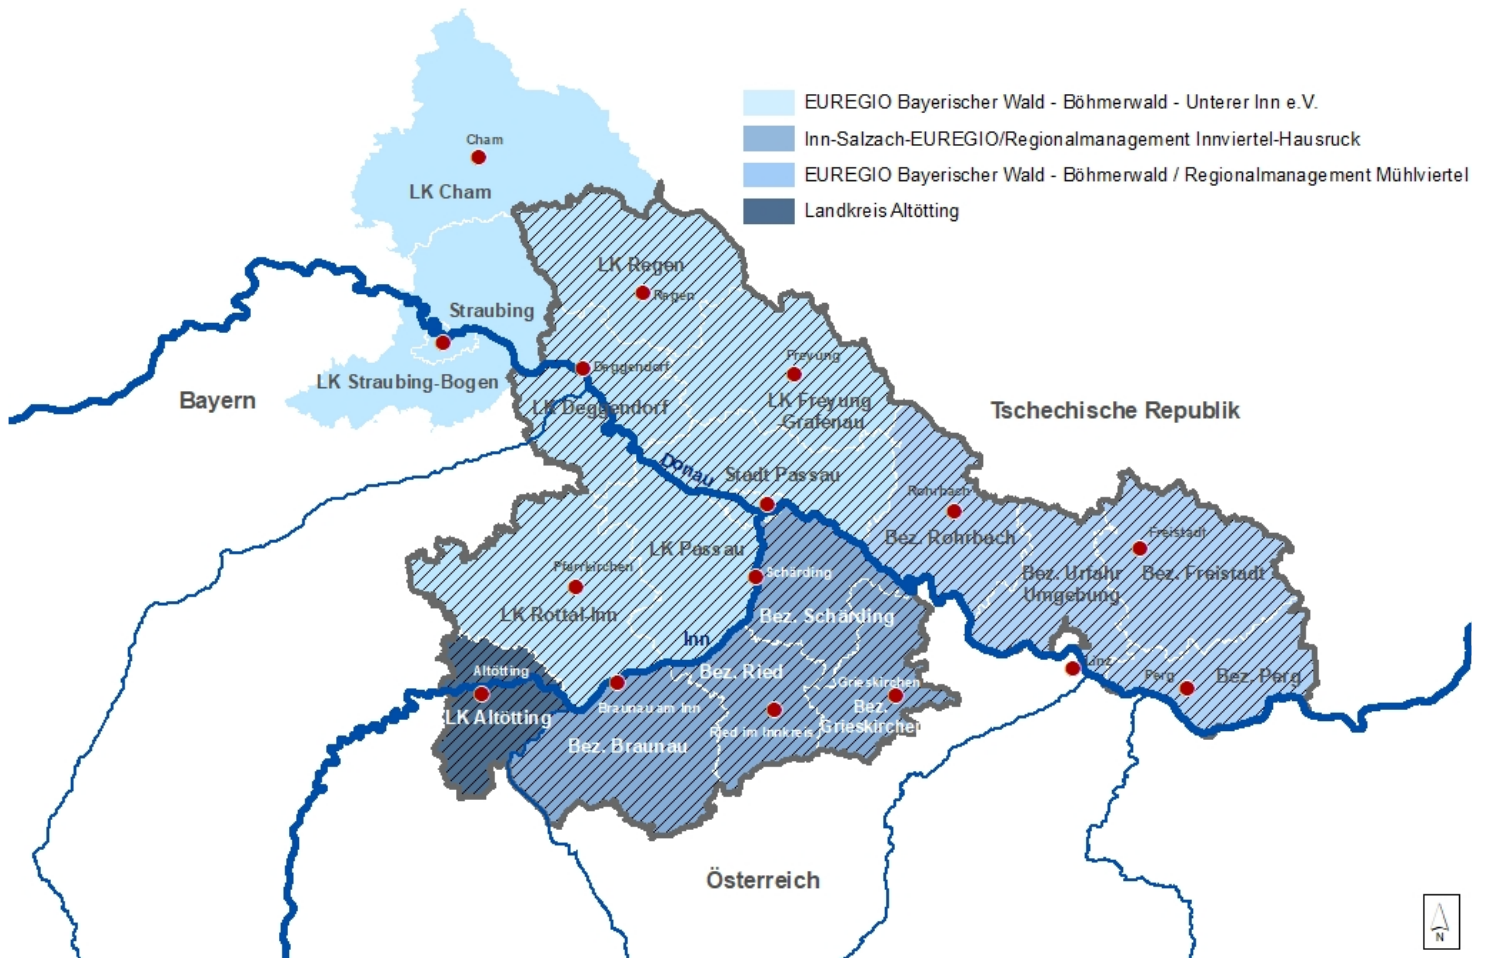 EUREGIO Bayerischer Wald - Böhmerwald - Unterer Inn e.V.
Inn-Salzach-EUREGIO/Regionalmanagement Innviertel-Hausruck
EUREGIO Bayerischer Wald - Böhmerwald / Regionalmanagement Mühlviertel
Landkreis Altötting
Cham
LK Cham
LK Regen
Regen
Straubing
LK Straubing-Bogen
Bayern
Deggendorf
LK Deggendorf
Freyung
LK Freyung
-Grafenau
Tschechische Republik
Donau
Stadt Passau
Rohrbach
Bez. Rohrbach
Freistadt
Bez. Freistadt
Bez. Urfahr
Umgebung
LK Passau
Pfarrkirchen
LK Rottal-Inn
Schärding
Bez. Schärding
Inn
Linz
Perg
Bez. Perg
Altötting
LK Altötting
Bez. Ried
Grieskirchen
Bez.
Grieskirchen
Braunau am Inn
Ried im Innkreis
Bez. Braunau
Österreich
N